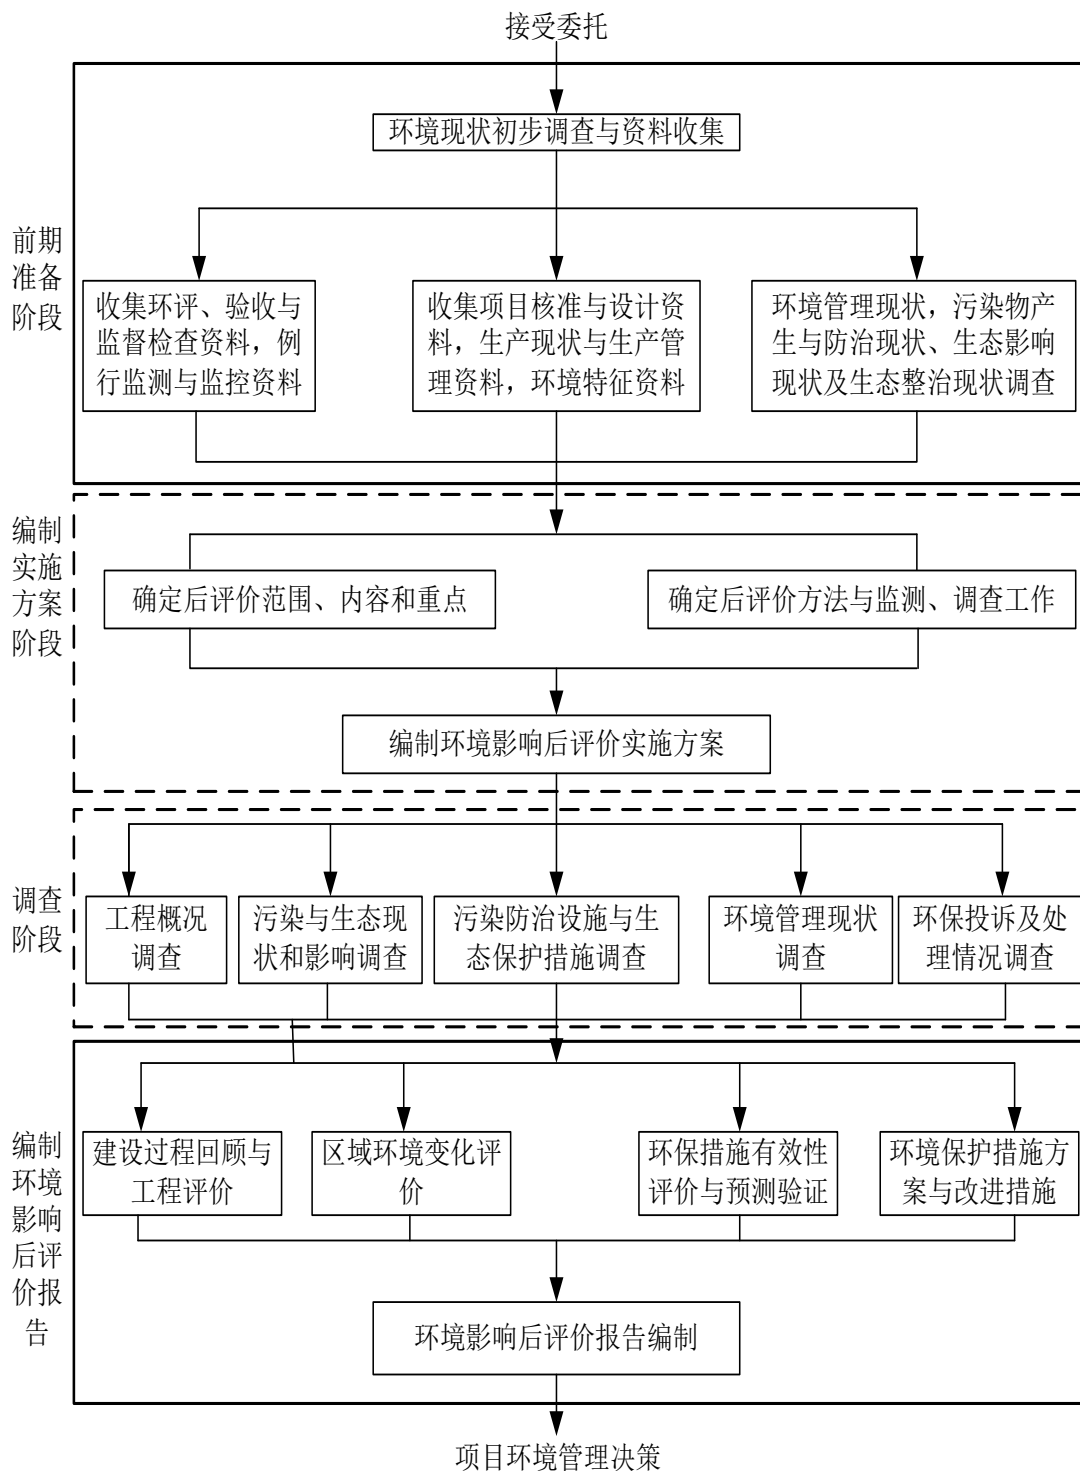 接受委托
环境现状初步调查与资料收集
前期
准备
阶段
收集环评、验收与
监督检查资料，例
行监测与监控资料
收集项目核准与设计资
料，生产现状与生产管
理资料，环境特征资料
环境管理现状，污染物产
生与防治现状、生态影响
现状及生态整治现状调查
编制
实施
方案
阶段
确定后评价范围、内容和重点
确定后评价方法与监测、调查工作
编制环境影响后评价实施方案
调查
阶段
工程概况
调查
污染与生态现
状和影响调查
污染防治设施与生
态保护措施调查
环境管理现状
调查
环保投诉及处
理情况调查
编制
环境
影响
后评
价报
告
建设过程回顾与
工程评价
区域环境变化评
价
环保措施有效性
评价与预测验证
环境保护措施方
案与改进措施
环境影响后评价报告编制
项目环境管理决策